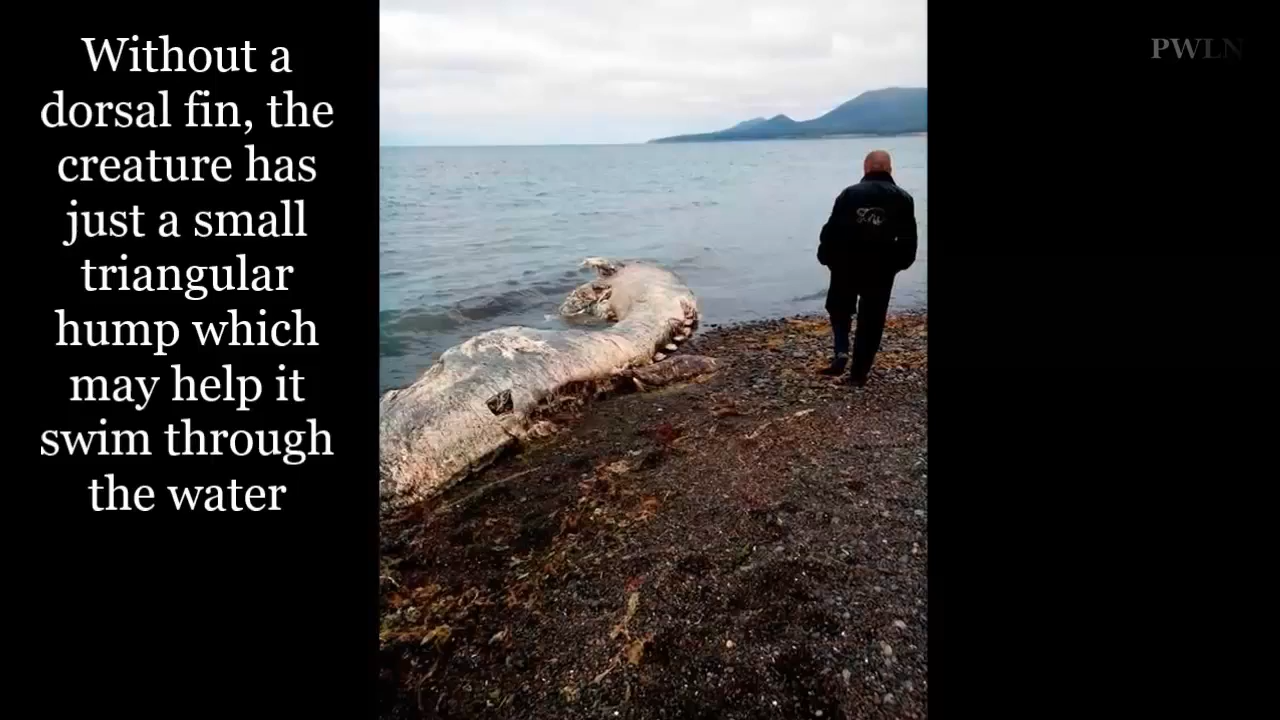 Without a
dorsal fin, the
creature has
just a small
triangular
hump which
may help it
swim through
the water
PWLN